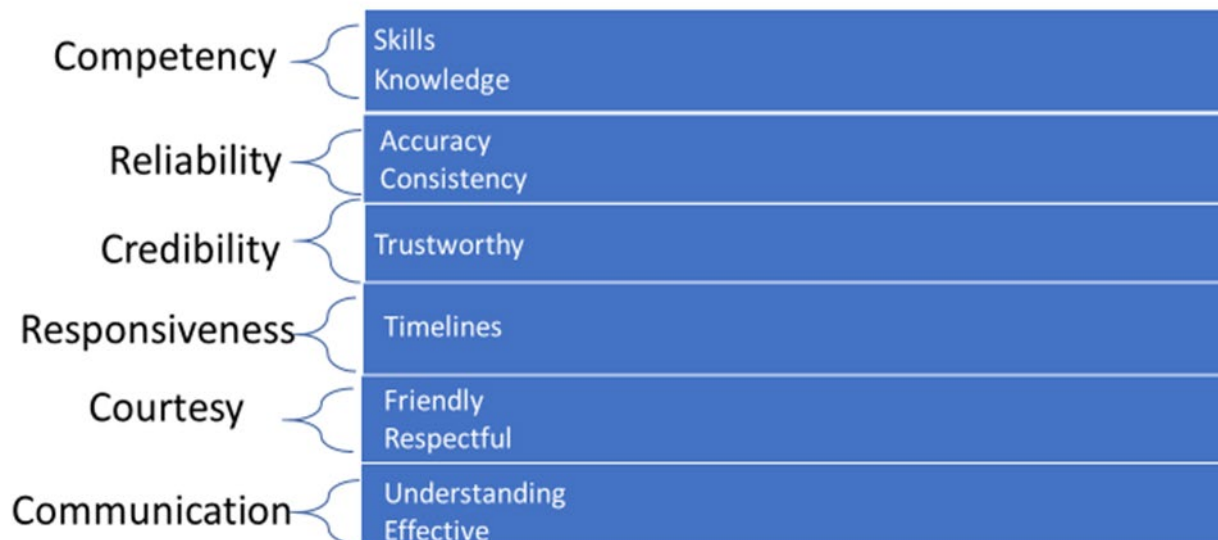 Competency
Skills
Knowledge
Reliability
Accuracy
Consistency
Credibility
Trustworthy
Responsiveness
Timelines
Courtesy
Friendly
Respectful
Communication
Understanding
Effective